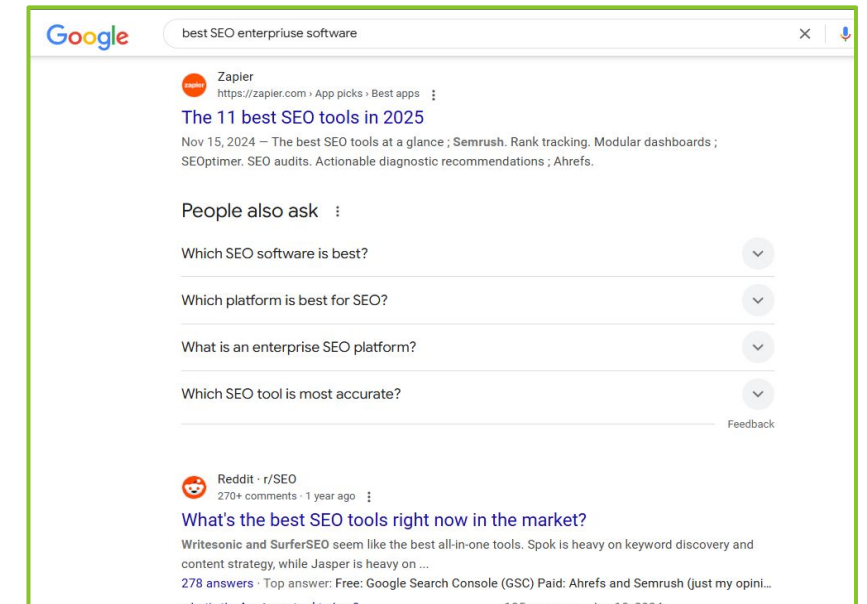 Google
best SEO enterpriuse software
zapier
Zapier
https://zapier.com › App picks › Best apps
The 11 best SEO tools in 2025
Nov 15, 2024 — The best SEO tools at a glance ; Semrush. Rank tracking. Modular dashboards ;
SEOptimer. SEO audits. Actionable diagnostic recommendations ; Ahrefs.
People also ask
Which SEO software is best?
Which platform is best for SEO?
What is an enterprise SEO platform?
Which SEO tool is most accurate?
Feedback
Reddit · r/SEO
270+ comments · 1 year ago
What's the best SEO tools right now in the market?
Writesonic and SurferSEO seem like the best all-in-one tools. Spok is heavy on keyword discovery and
content strategy, while Jasper is heavy on ...
278 answers · Top answer: Free: Google Search Console (GSC) Paid: Ahrefs and Semrush (just my opini...